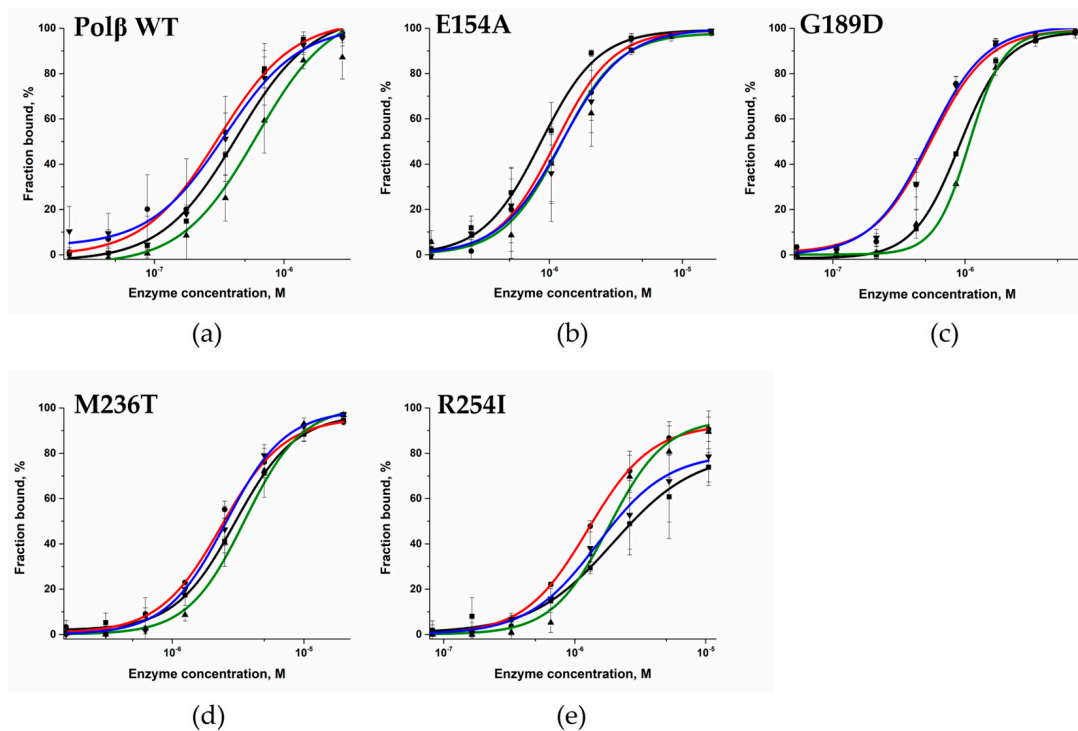 Polβ WT
E154A
G189D
Fraction bound, %
100
80
60
40
20
0
10⁻⁷
10⁻⁶
Enzyme concentration, M
Fraction bound, %
100
80
60
40
20
0
10⁻⁶
10⁻⁵
Enzyme concentration, M
Fraction bound, %
100
80
60
40
20
0
10⁻⁷
10⁻⁶
Enzyme concentration, M
(a)
(b)
(c)
M236T
R254I
Fraction bound, %
100
80
60
40
20
0
10⁻⁶
10⁻⁵
Enzyme concentration, M
Fraction bound, %
100
80
60
40
20
0
10⁻⁷
10⁻⁶
10⁻⁵
Enzyme concentration, M
(d)
(e)